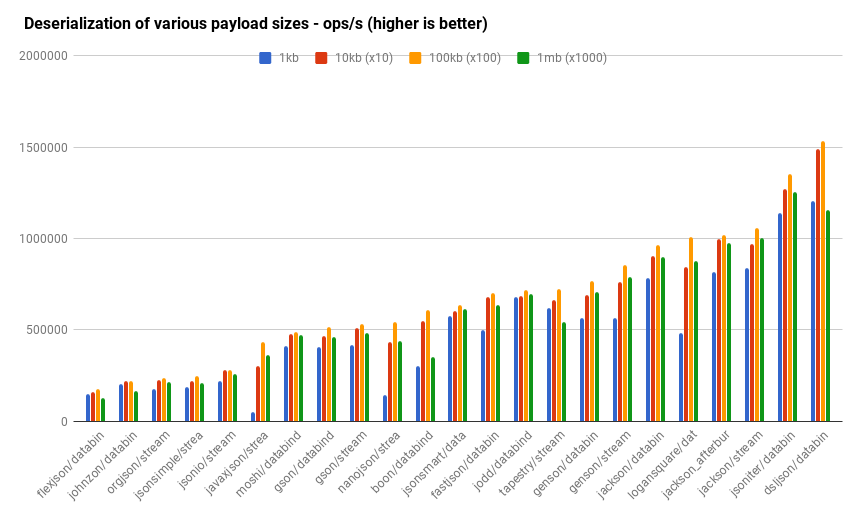 Deserialization of various payload sizes - ops/s (higher is better)
1kb 10kb (x10) 100kb (x100) 1mb (x1000)
2000000
1500000
1000000
500000
0
flexjson/databin
johnzon/databin
orgjson/stream
jsonsimple/strea
jsonio/stream
javaxjson/strea
moshi/databind
gson/databind
gson/stream
nanojson/strea
boon/databind
jsonsmart/data
fastjson/databin
jodd/databind
tapestry/stream
genson/databin
genson/stream
jackson/databin
logansquare/dat
jackson_afterbur
jackson/stream
jsoniter/databin
dsljson/databin